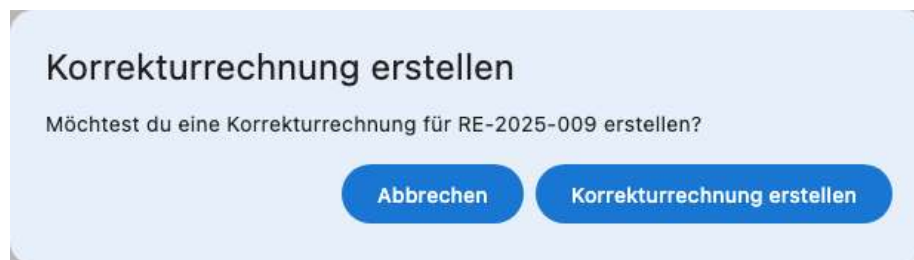 Korrekturrechnung erstellen
Möchtest du eine Korrekturrechnung für RE-2025-009 erstellen?
Abbrechen
Korrekturrechnung erstellen